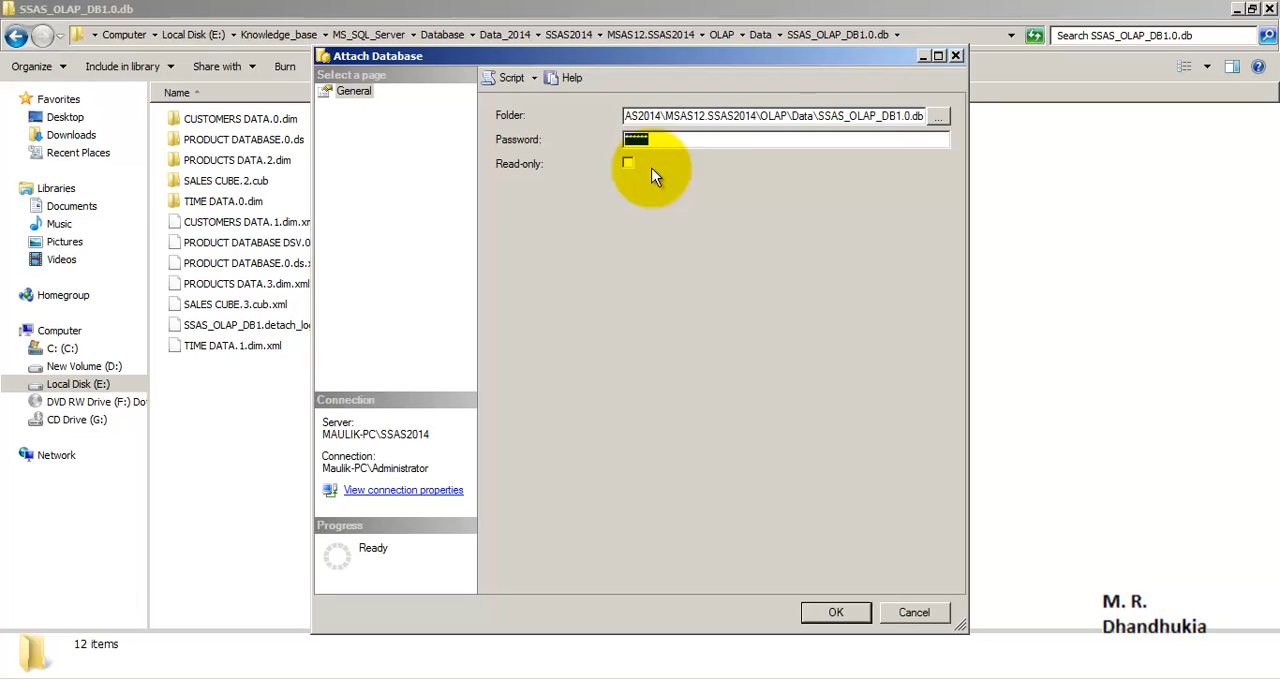 SSAS_OLAP_DB1.0.db
Computer Local Disk (E:) Knowledge_base MS_SQL_Server Database Data_2014 SSAS2014 MSAS12.SSAS2014 OLAP Data SSAS_OLAP_DB1.0.db
Search SSAS_OLAP_DB1.0.db
Organize Include in library Share with Burn
Favorites
Desktop
Downloads
Recent Places
Libraries
Documents
Music
Pictures
Videos
Homegroup
Computer
C: (C:)
New Volume (D:)
Local Disk (E:)
DVD RW Drive (F:) Do
CD Drive (G:)
Network
Name
CUSTOMERS DATA.0.dim
PRODUCT DATABASE.0.ds
PRODUCTS DATA.2.dim
SALES CUBE.2.cub
TIME DATA.0.dim
CUSTOMERS DATA.1.dim.xm
PRODUCT DATABASE DSV.0
PRODUCT DATABASE.0.ds.x
PRODUCTS DATA.3.dim.xml
SALES CUBE.3.cub.xml
SSAS_OLAP_DB1.detach_log
TIME DATA.1.dim.xml
Attach Database
Select a page
General
Script Help
Folder: AS2014\MSAS12.SSAS2014\OLAP\Data\SSAS_OLAP_DB1.0.db ...
Password: ******
Read-only:
Connection
Server:
MAULIK-PC\SSAS2014
Connection:
Maulik-PC\Administrator
View connection properties
Progress
Ready
OK Cancel
12 items
M. R.
Dhandhukia